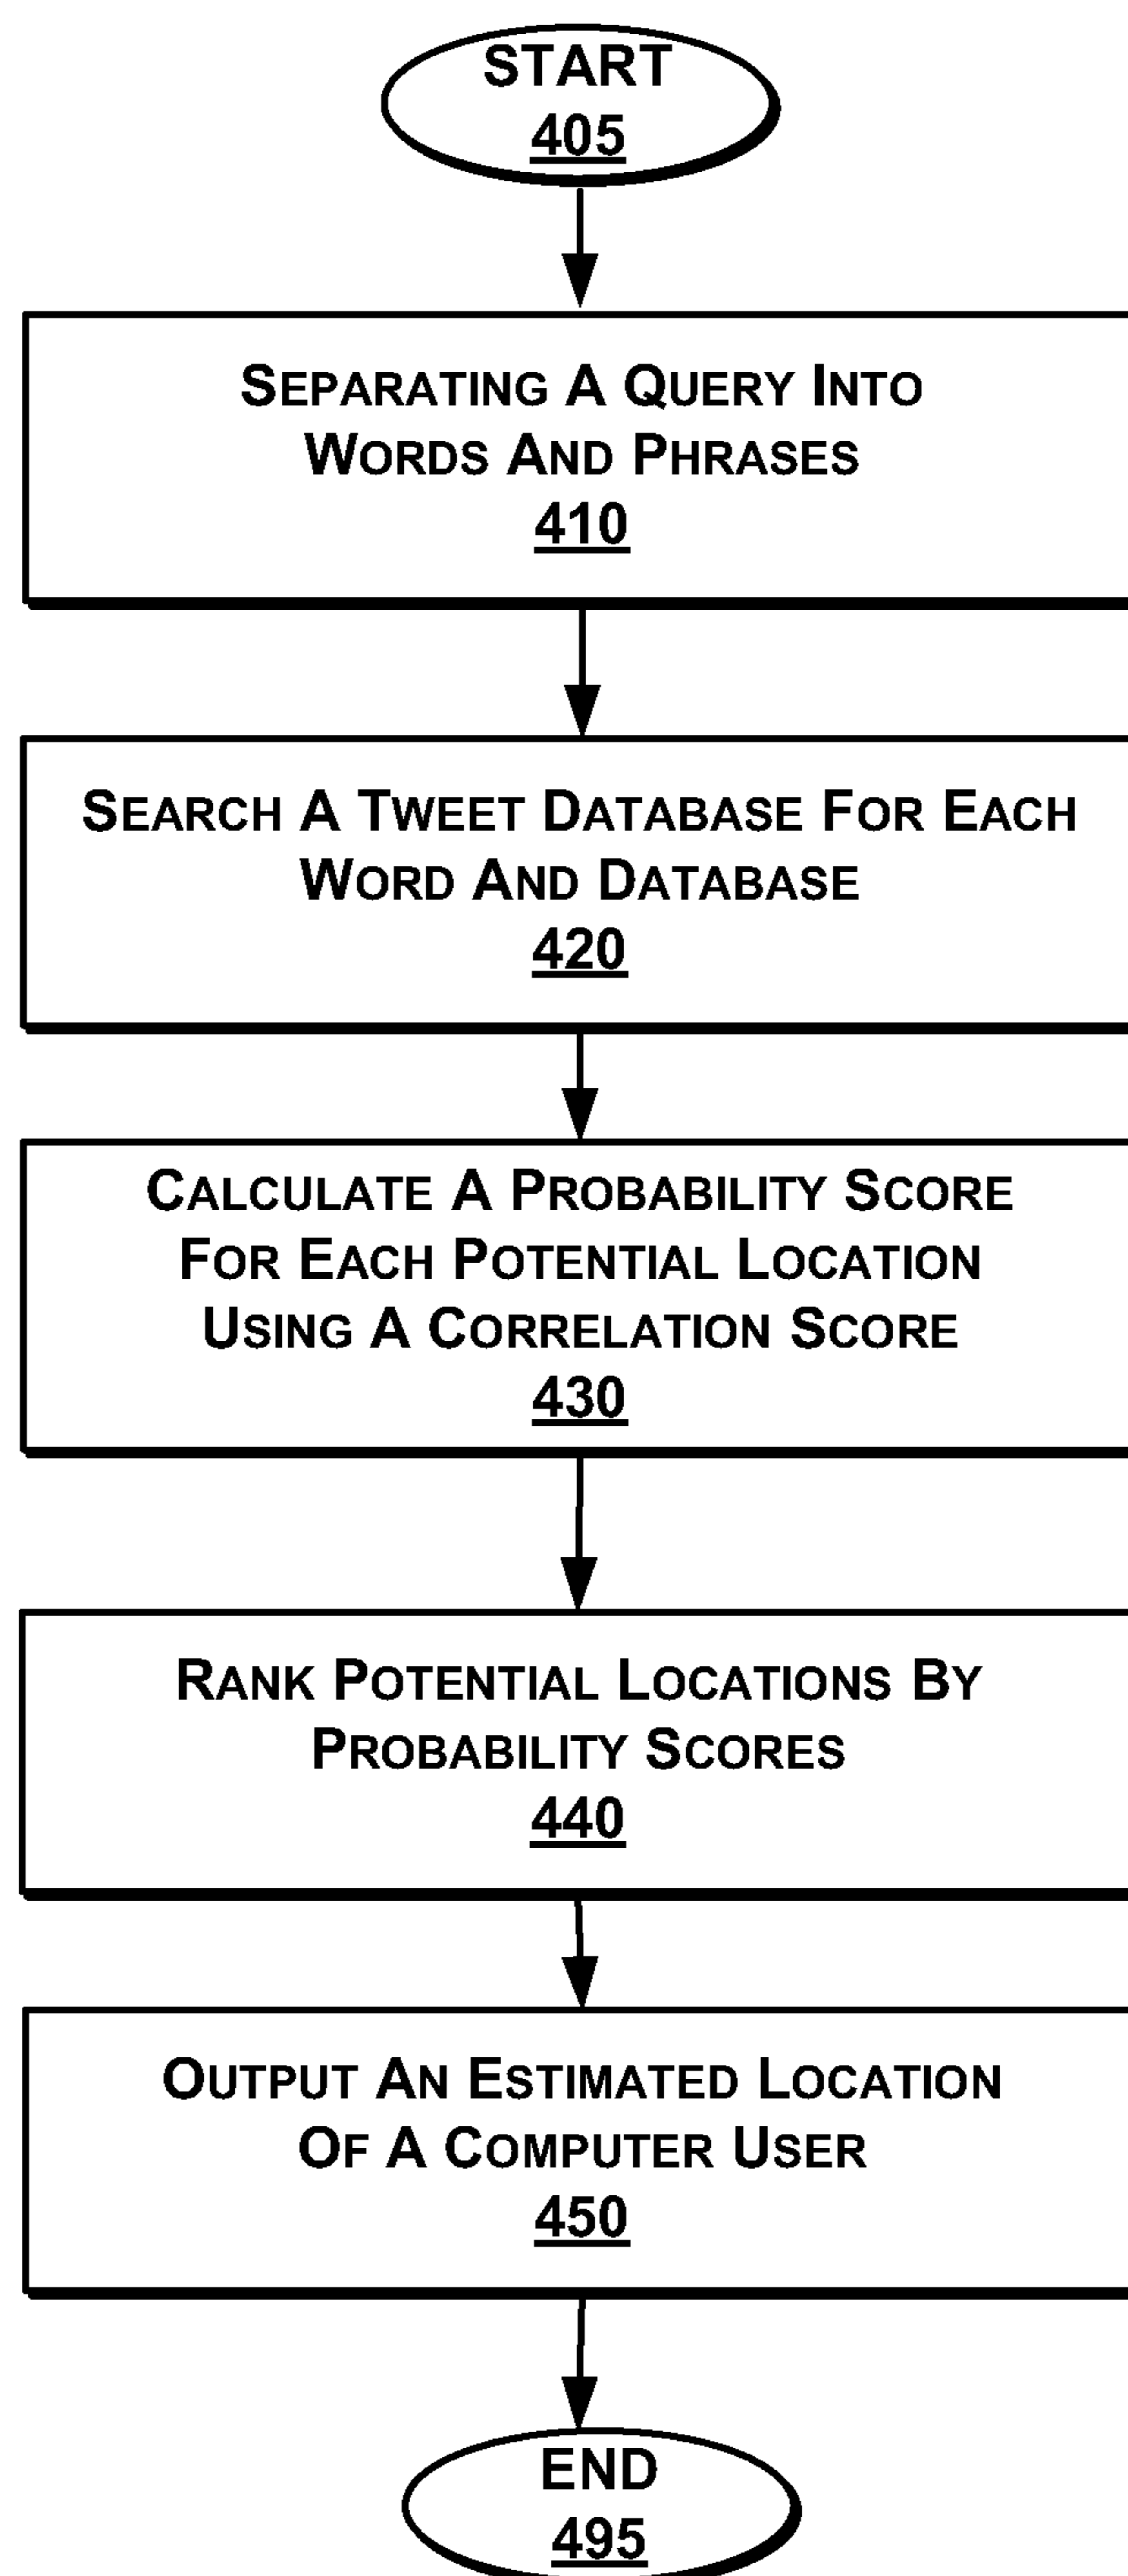 START
405
SEPARATING A QUERY INTO
WORDS AND PHRASES
410
SEARCH A TWEET DATABASE FOR EACH
WORD AND DATABASE
420
CALCULATE A PROBABILITY SCORE
FOR EACH POTENTIAL LOCATION
USING A CORRELATION SCORE
430
RANK POTENTIAL LOCATIONS BY
PROBABILITY SCORES
440
OUTPUT AN ESTIMATED LOCATION
OF A COMPUTER USER
450
END
495